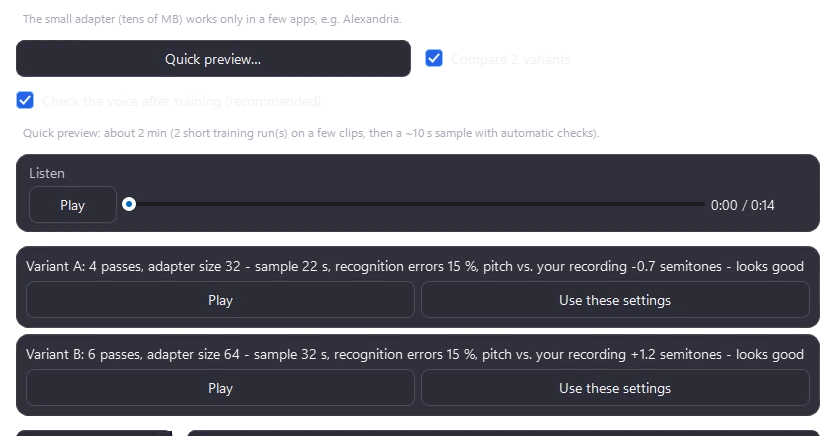 The small adapter (tens of MB) works only in a few apps, e.g. Alexandria.
Quick preview...
Compare 2 variants
Check the voice after training (recommended)
Quick preview: about 2 min (2 short training run(s) on a few clips, then a ~10 s sample with automatic checks).
Listen
Play
0:00 / 0:14
Variant A: 4 passes, adapter size 32 - sample 22 s, recognition errors 15 %, pitch vs. your recording -0.7 semitones - looks good
Play
Use these settings
Variant B: 6 passes, adapter size 64 - sample 32 s, recognition errors 15 %, pitch vs. your recording +1.2 semitones - looks good
Play
Use these settings